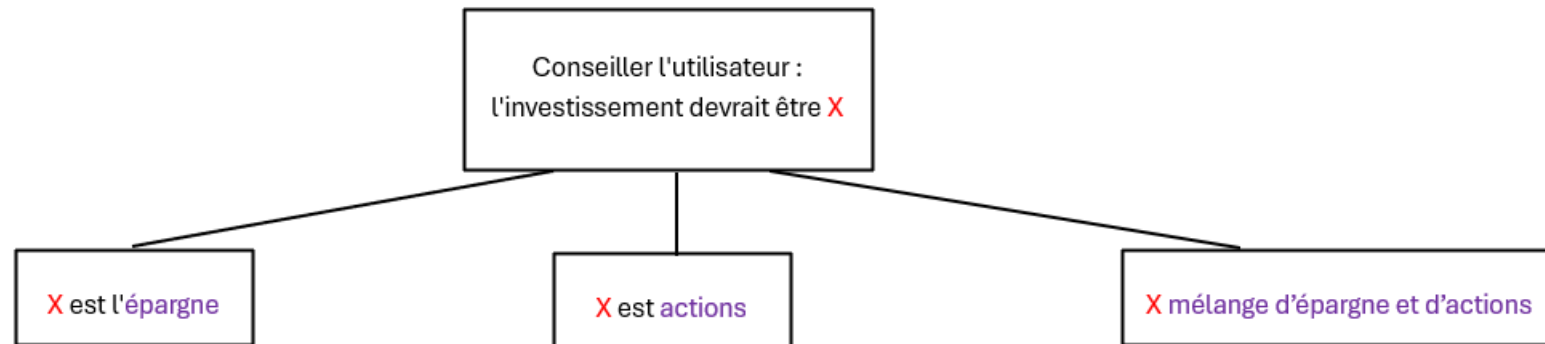 Conseiller l'utilisateur :
l'investissement devrait être X
X est l'épargne
X est actions
X mélange d’épargne et d’actions